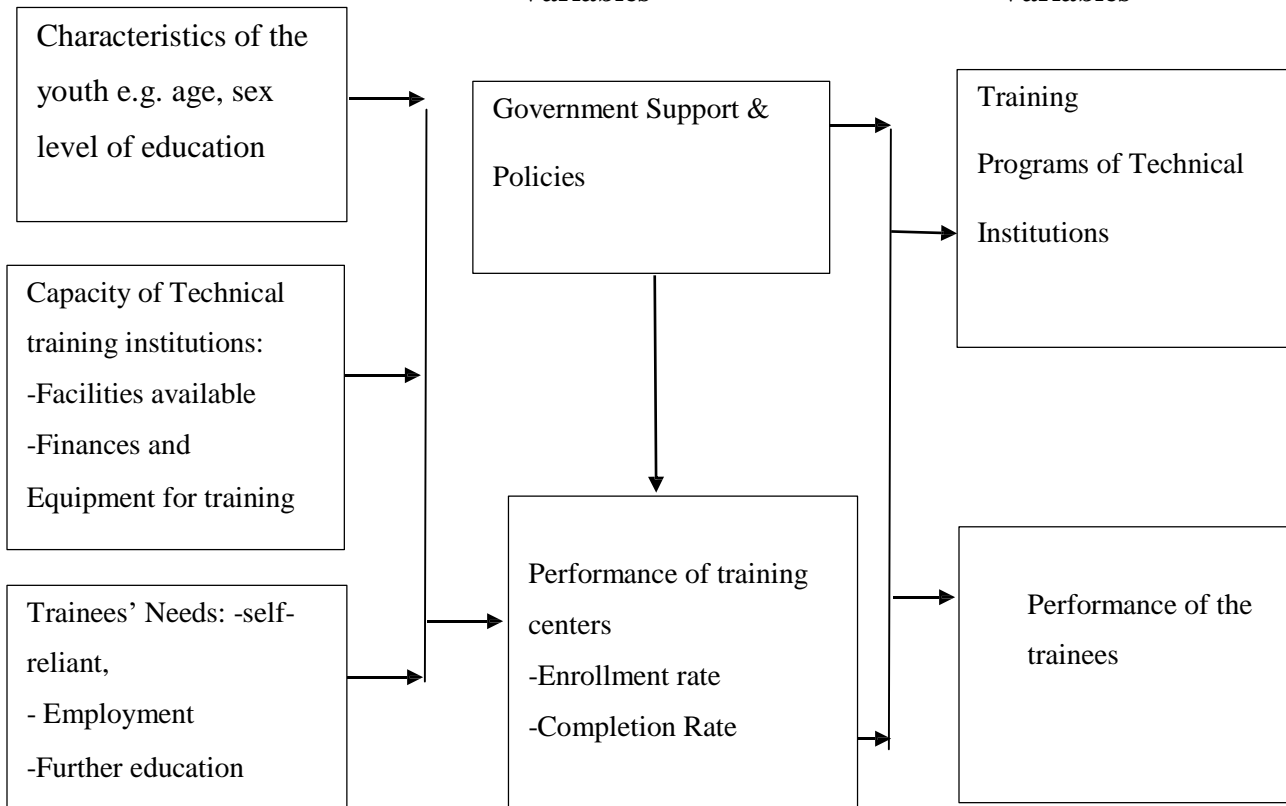 Variables
Variables
Characteristics of the
youth e.g. age, sex
level of education
Capacity of Technical
training institutions:
-Facilities available
-Finances and
Equipment for training
Trainees’ Needs: -self-
reliant,
- Employment
-Further education
Government Support &
Policies
Performance of training
centers
-Enrollment rate
-Completion Rate
Training
Programs of Technical
Institutions
Performance of the
trainees